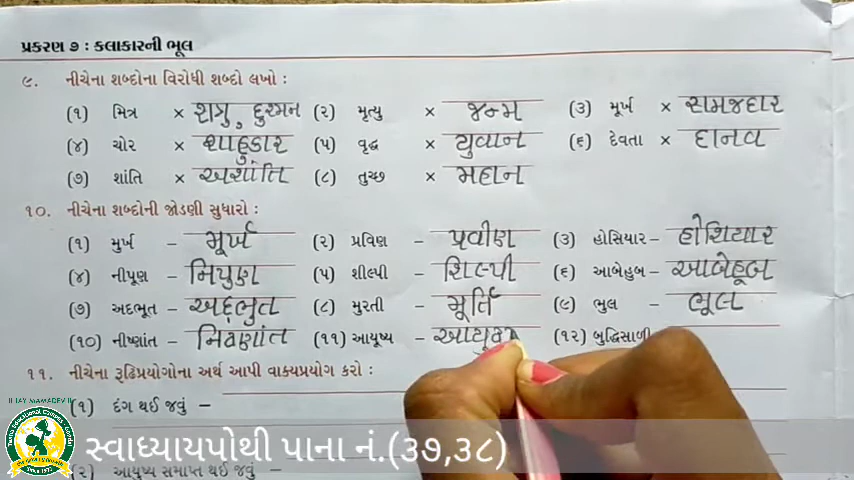 પ્રકરણ ૭ : કલાકારની ભૂલ
૯. નીચેના શબ્દોના વિરોધી શબ્દો લખો :
(૧) મિત્ર × શત્રુ, દુશ્મન (૨) મૃત્યુ × જન્મ (૩) મૂર્ખ × સમજદાર
(૪) ચોર × શાહુકાર (૫) વૃદ્ધ × યુવાન (૬) દેવતા × દાનવ
(૭) શાંતિ × અશાંતિ (૮) તુચ્છ × મહાન
૧૦. નીચેના શબ્દોની જોડણી સુધારો :
(૧) મુર્ખ – મૂર્ખ (૨) પ્રવિણ – પ્રવીણ (૩) હોસિયાર – હોશિયાર
(૪) નીપૂણ – નિપુણ (૫) શીલ્પી – શિલ્પી (૬) આબેહુબ – આબેહૂબ
(૭) અદભૂત – અદ્ભુત (૮) મુરતી – મૂર્તિ (૯) ભુલ – ભૂલ
(૧૦) નીષ્ણાંત – નિષ્ણાંત (૧૧) આયૂષ્ય – (૧૨) બુદ્ધિસાળી
૧૧. નીચેના રૂઢિપ્રયોગોના અર્થ આપી વાક્યપ્રયોગ કરો :
(૧) દંગ થઈ જવું –
(૨) આયુષ્ય સમાપ્ત થઈ જવું –
|| JAY MAMADEV ||
સ્વાધ્યાયપોથી પાના નં.(૩૭,૩૮)